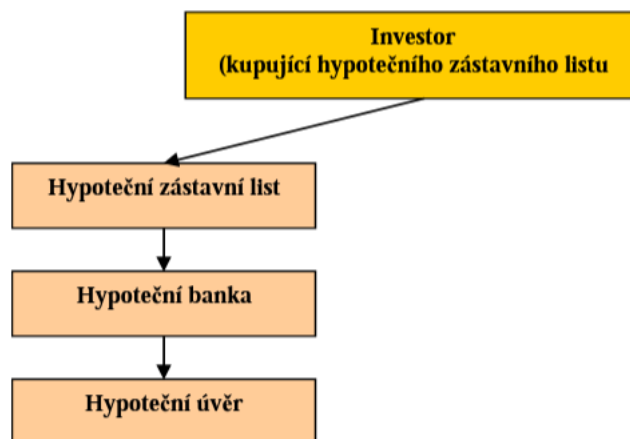 Investor
(kupující hypotečního zástavního listu
Hypoteční zástavní list
Hypoteční banka
Hypoteční úvěr